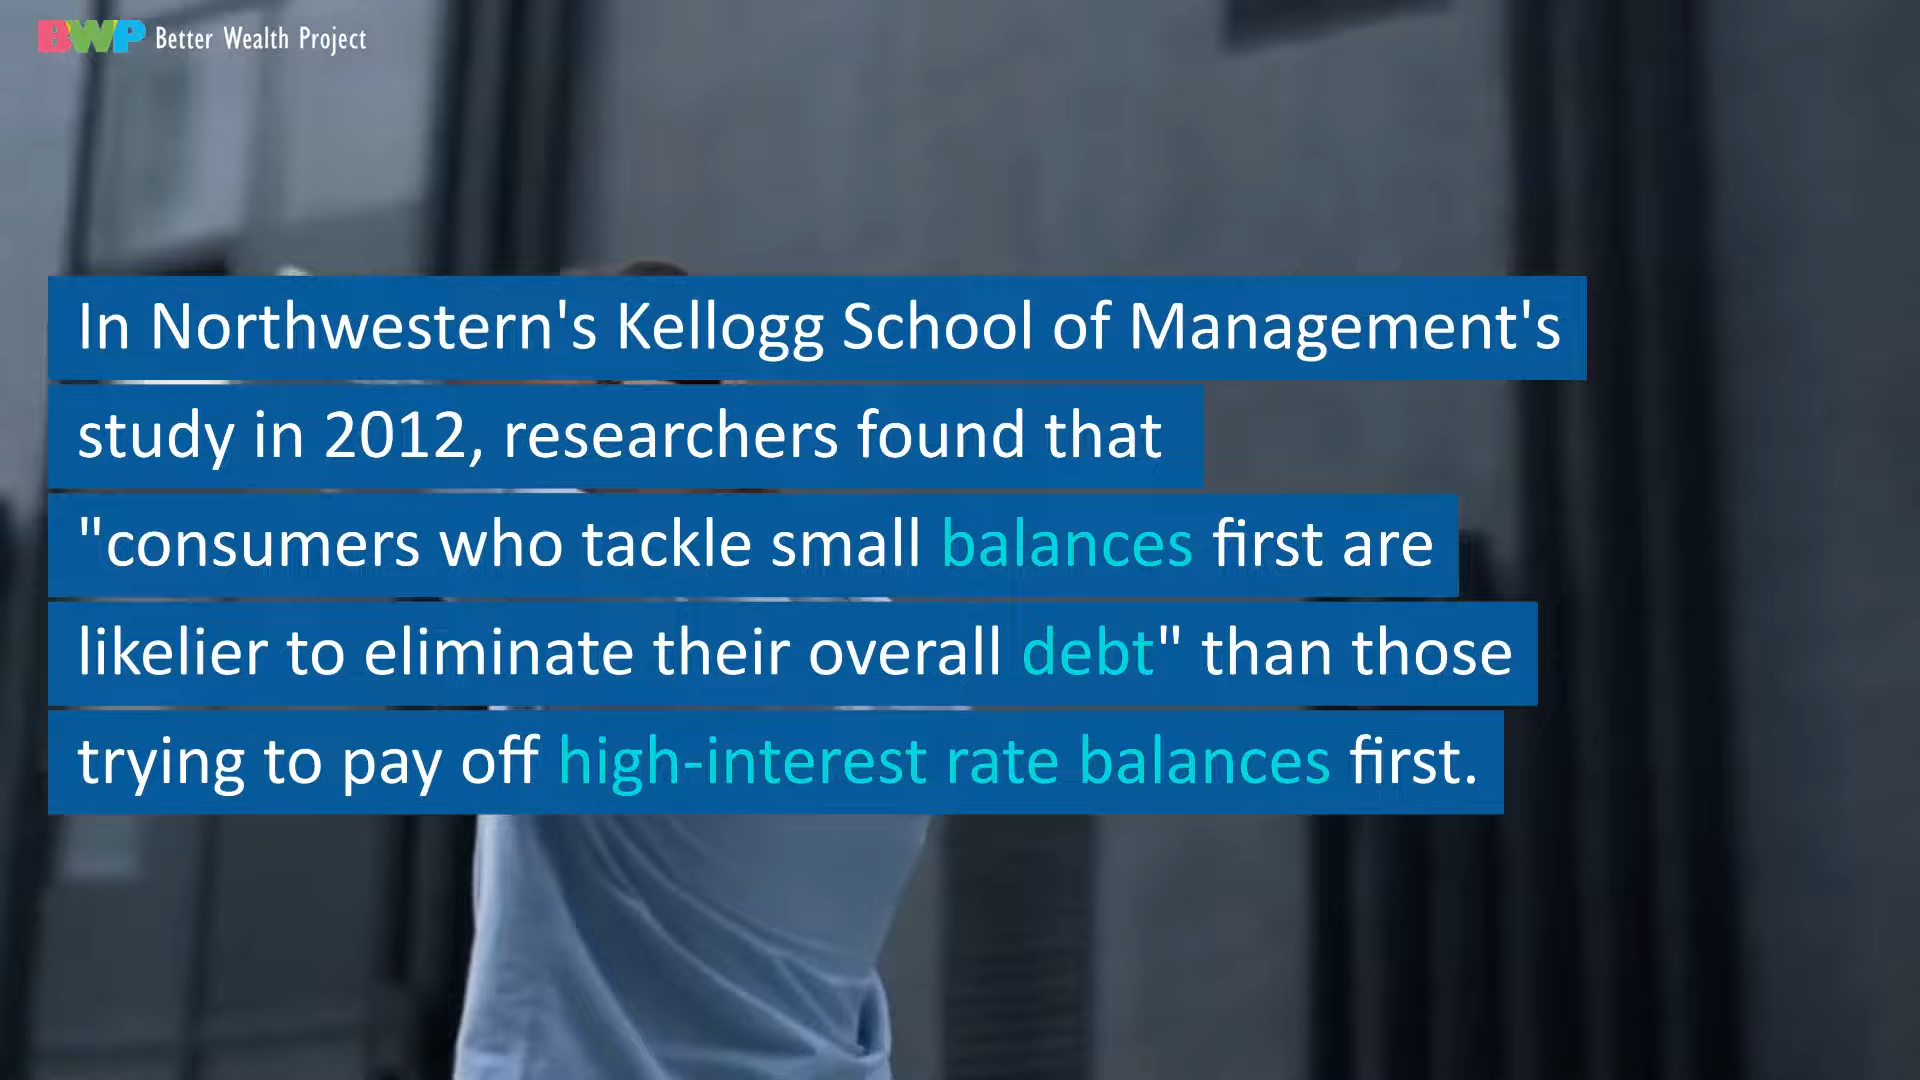 BWP Better Wealth Project
In Northwestern's Kellogg School of Management's
study in 2012, researchers found that
"consumers who tackle small balances first are
likelier to eliminate their overall debt" than those
trying to pay off high-interest rate balances first.